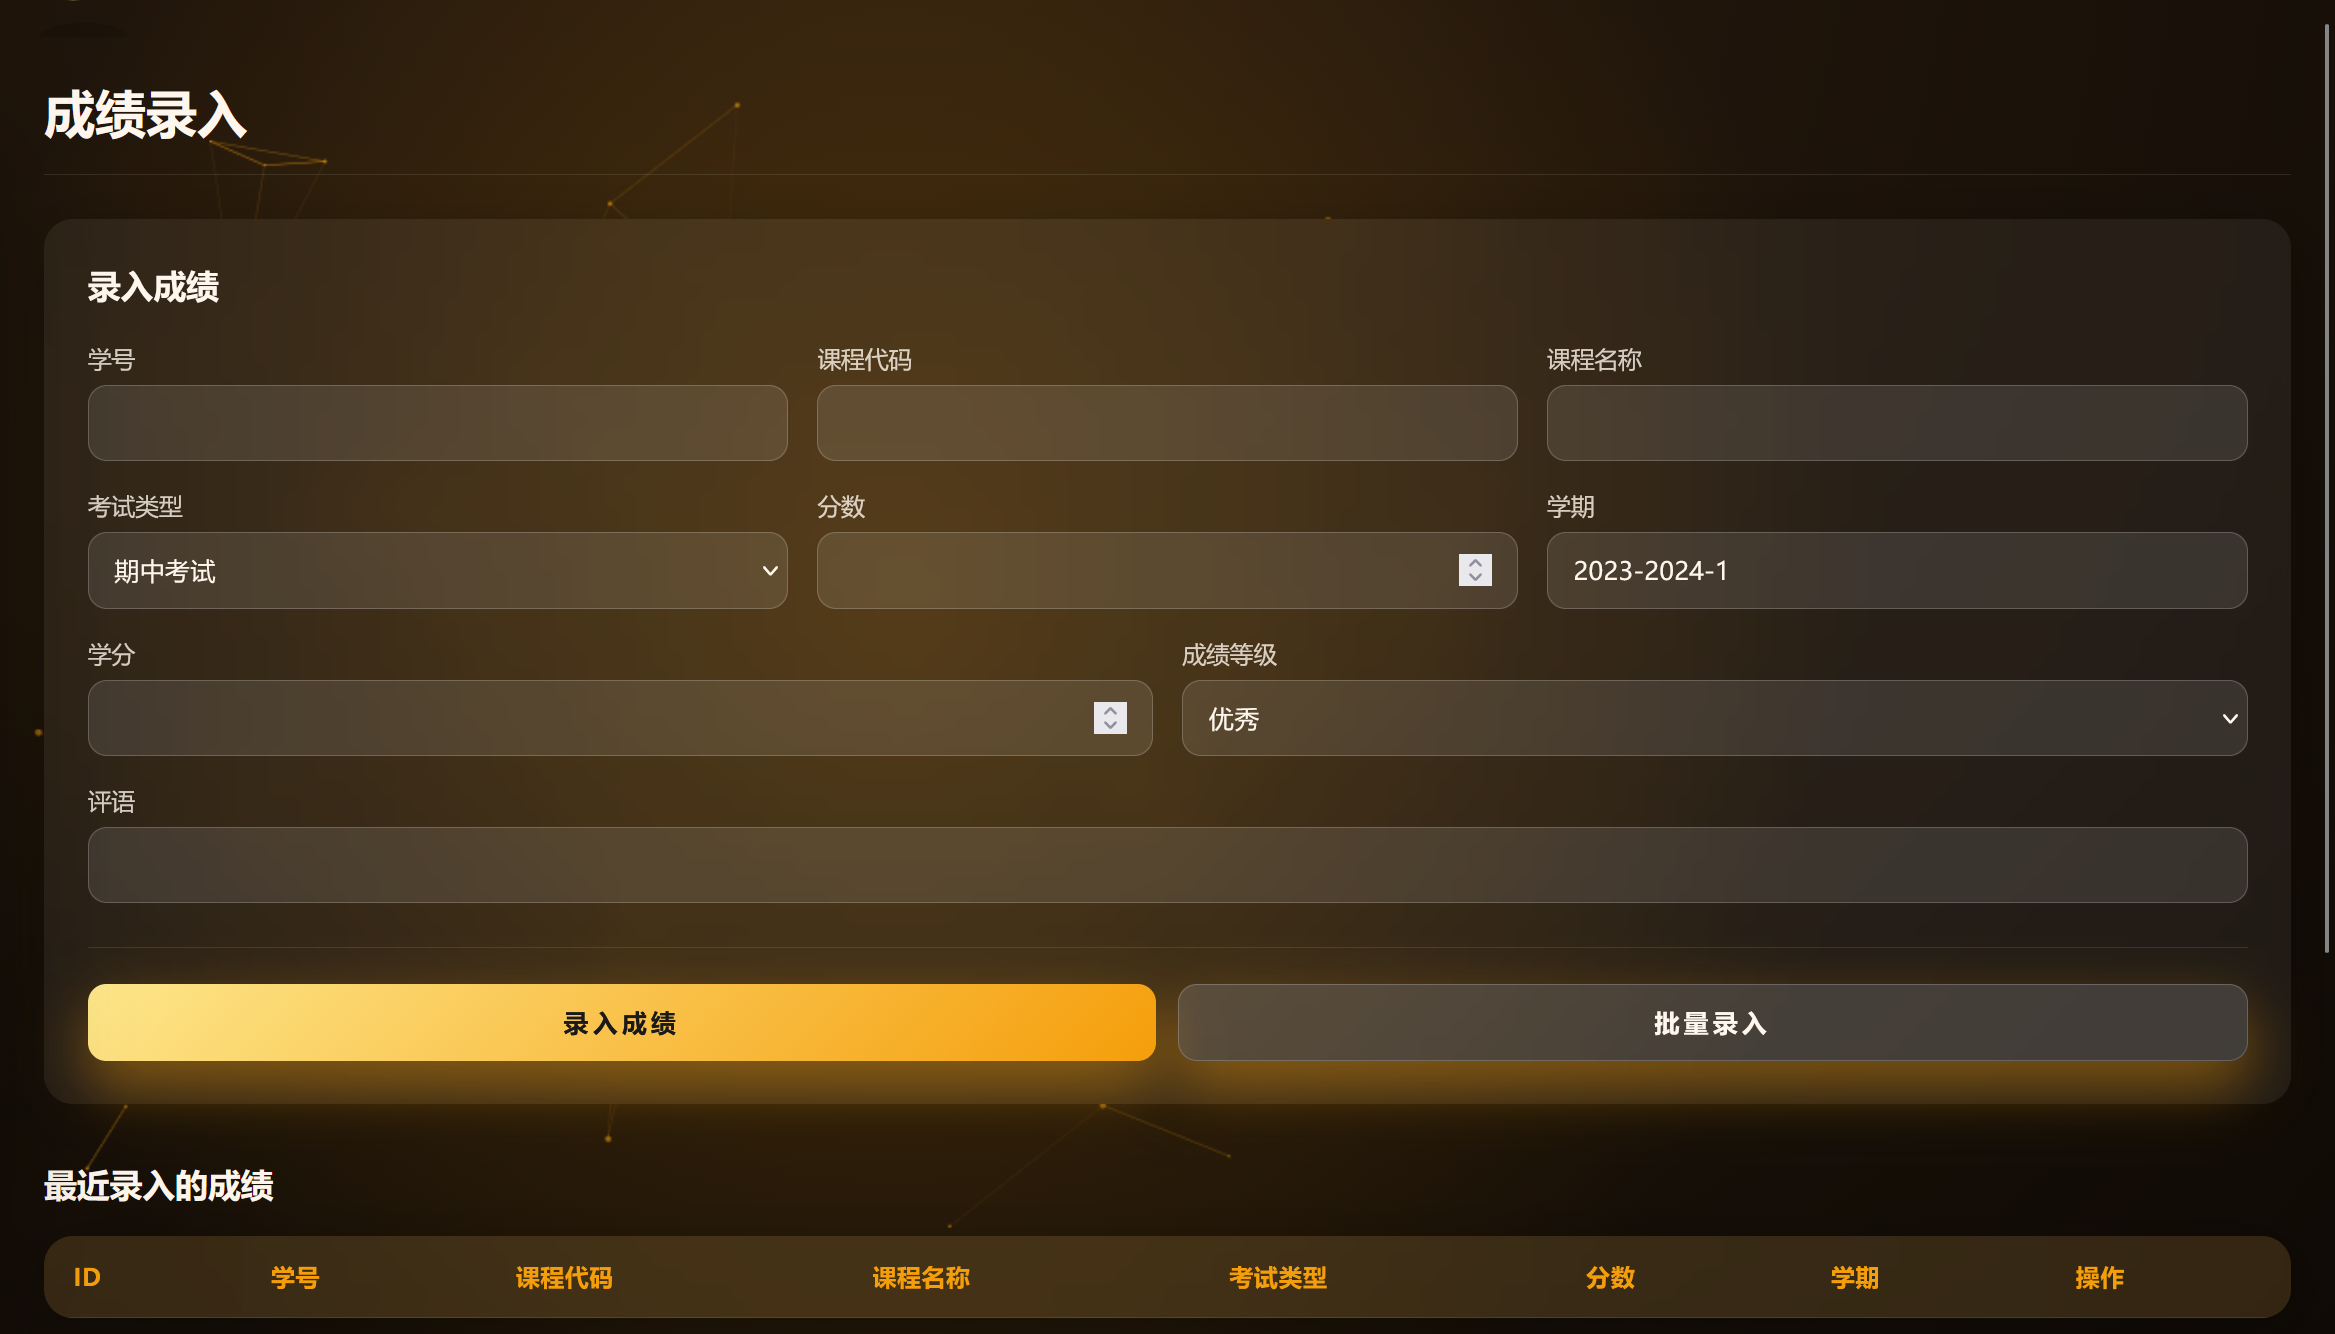 成绩录入
录入成绩
学号 课程代码 课程名称
考试类型 分数 学期
期中考试 2023-2024-1
学分 成绩等级
优秀
评语
录入成绩 批量录入
最近录入的成绩
ID 学号 课程代码 课程名称 考试类型 分数 学期 操作